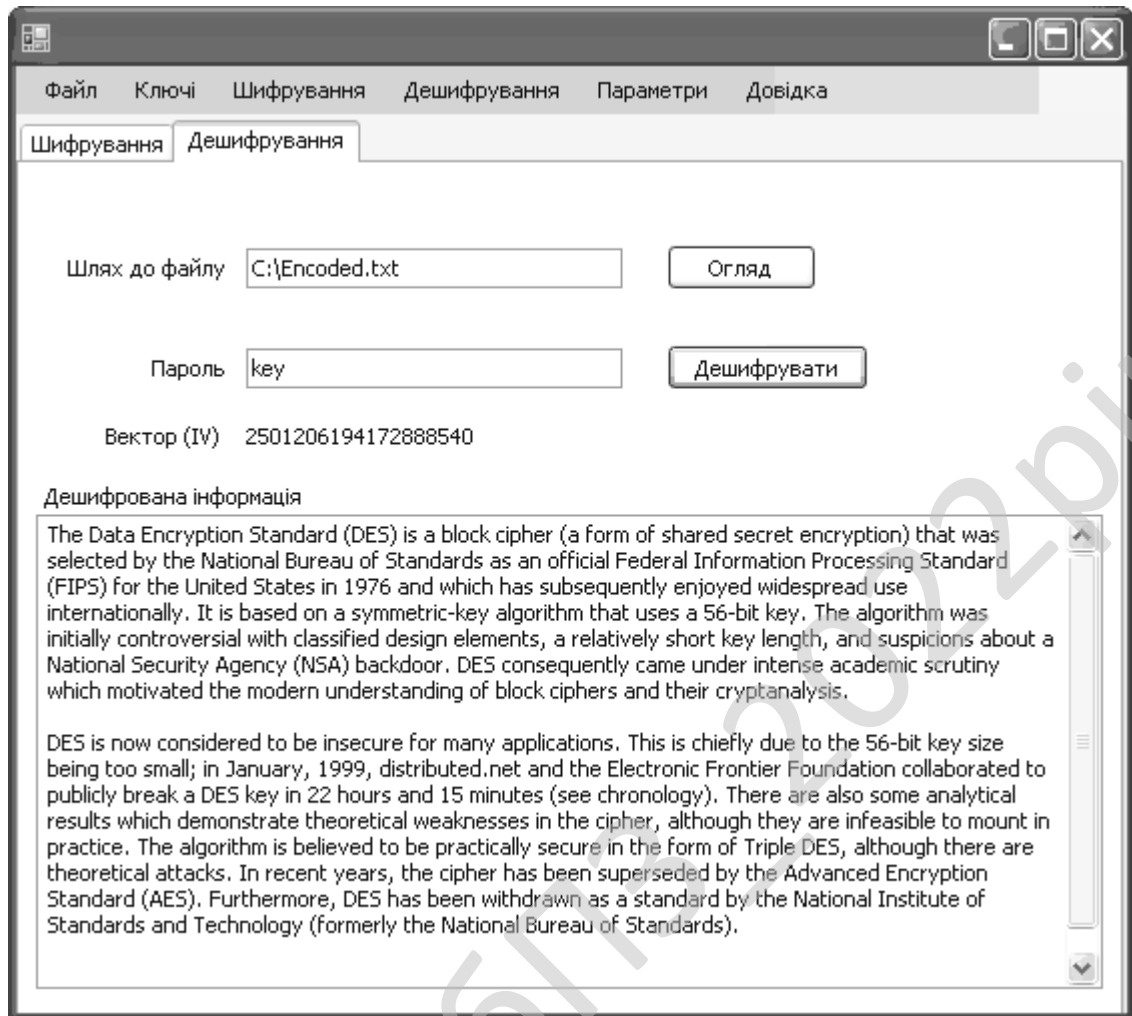 Файл Ключі Шифрування Дешифрування Параметри Довідка
Шифрування Дешифрування
Шлях до файлу C:\Encoded.txt Огляд
Пароль key Дешифрувати
Вектор (IV) 2501206194172888540
Дешифрована інформація
The Data Encryption Standard (DES) is a block cipher (a form of shared secret encryption) that was
selected by the National Bureau of Standards as an official Federal Information Processing Standard
(FIPS) for the United States in 1976 and which has subsequently enjoyed widespread use
internationally. It is based on a symmetric-key algorithm that uses a 56-bit key. The algorithm was
initially controversial with classified design elements, a relatively short key length, and suspicions about a
National Security Agency (NSA) backdoor. DES consequently came under intense academic scrutiny
which motivated the modern understanding of block ciphers and their cryptanalysis.
DES is now considered to be insecure for many applications. This is chiefly due to the 56-bit key size
being too small; in January, 1999, distributed.net and the Electronic Frontier Foundation collaborated to
publicly break a DES key in 22 hours and 15 minutes (see chronology). There are also some analytical
results which demonstrate theoretical weaknesses in the cipher, although they are infeasible to mount in
practice. The algorithm is believed to be practically secure in the form of Triple DES, although there are
theoretical attacks. In recent years, the cipher has been superseded by the Advanced Encryption
Standard (AES). Furthermore, DES has been withdrawn as a standard by the National Institute of
Standards and Technology (formerly the National Bureau of Standards).